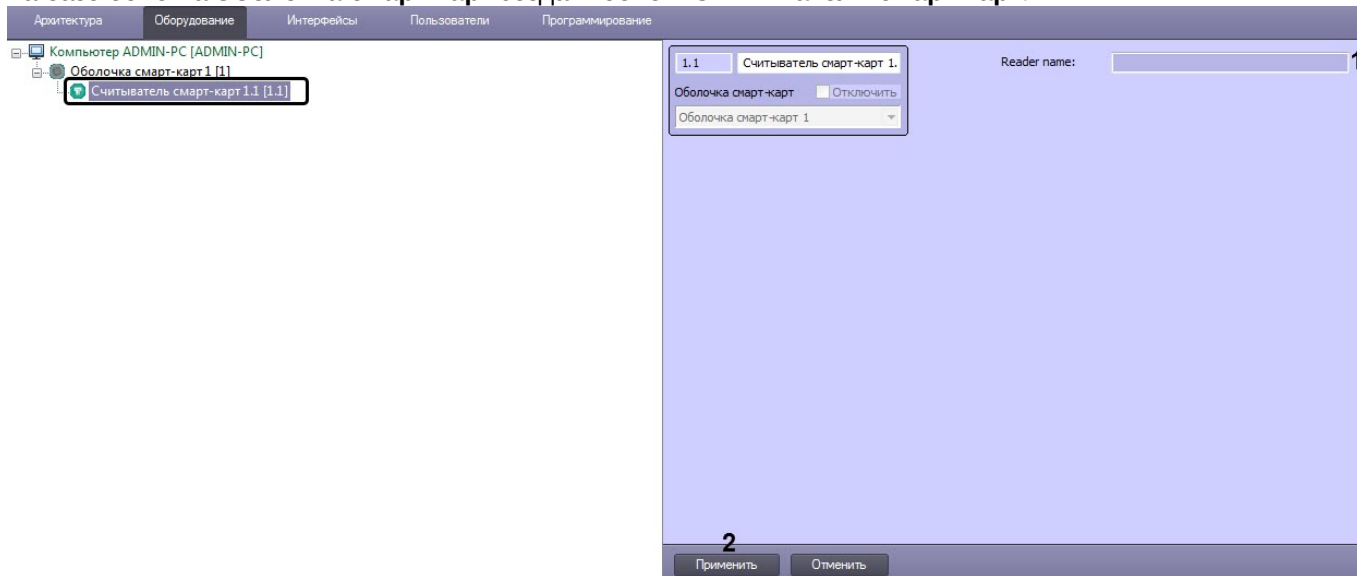 Архитектура Оборудование Интерфейсы Пользователи Программирование
Компьютер ADMIN-PC [ADMIN-PC]
Оболочка смарт-карт 1 [1]
Считыватель смарт-карт 1.1 [1.1]
1.1 Считыватель смарт-карт 1. Reader name: 1
Оболочка смарт-карт Отключить
Оболочка смарт-карт 1
2
Применить Отменить